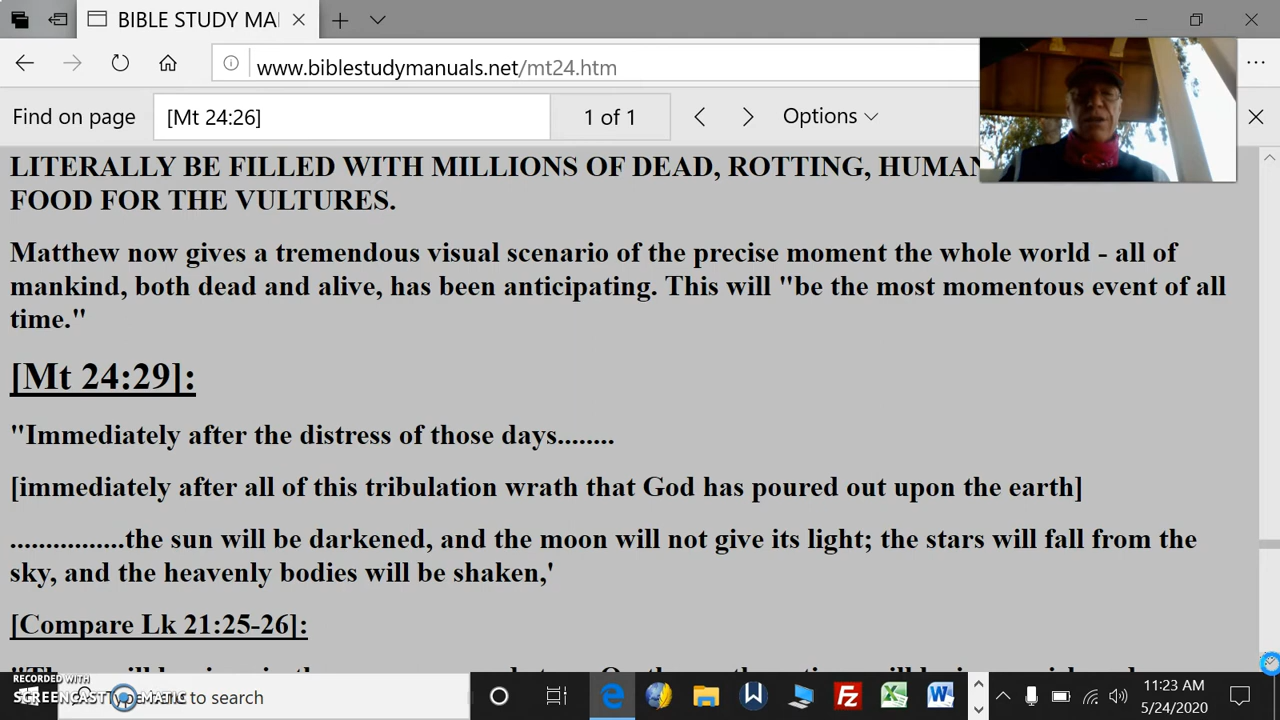 BIBLE STUDY MA
www.biblestudymanuals.net/mt24.htm
Find on page
[Mt 24:26]
1 of 1
Options
LITERALLY BE FILLED WITH MILLIONS OF DEAD, ROTTING, HUMAN
FOOD FOR THE VULTURES.
Matthew now gives a tremendous visual scenario of the precise moment the whole world - all of
mankind, both dead and alive, has been anticipating. This will "be the most momentous event of all
time."
[Mt 24:29]:
"Immediately after the distress of those days........
[immediately after all of this tribulation wrath that God has poured out upon the earth]
................the sun will be darkened, and the moon will not give its light; the stars will fall from the
sky, and the heavenly bodies will be shaken,'
[Compare Lk 21:25-26]:
RECORDED WITH
SCREENCAST MATIC
Type here to search
11:23 AM
5/24/2020